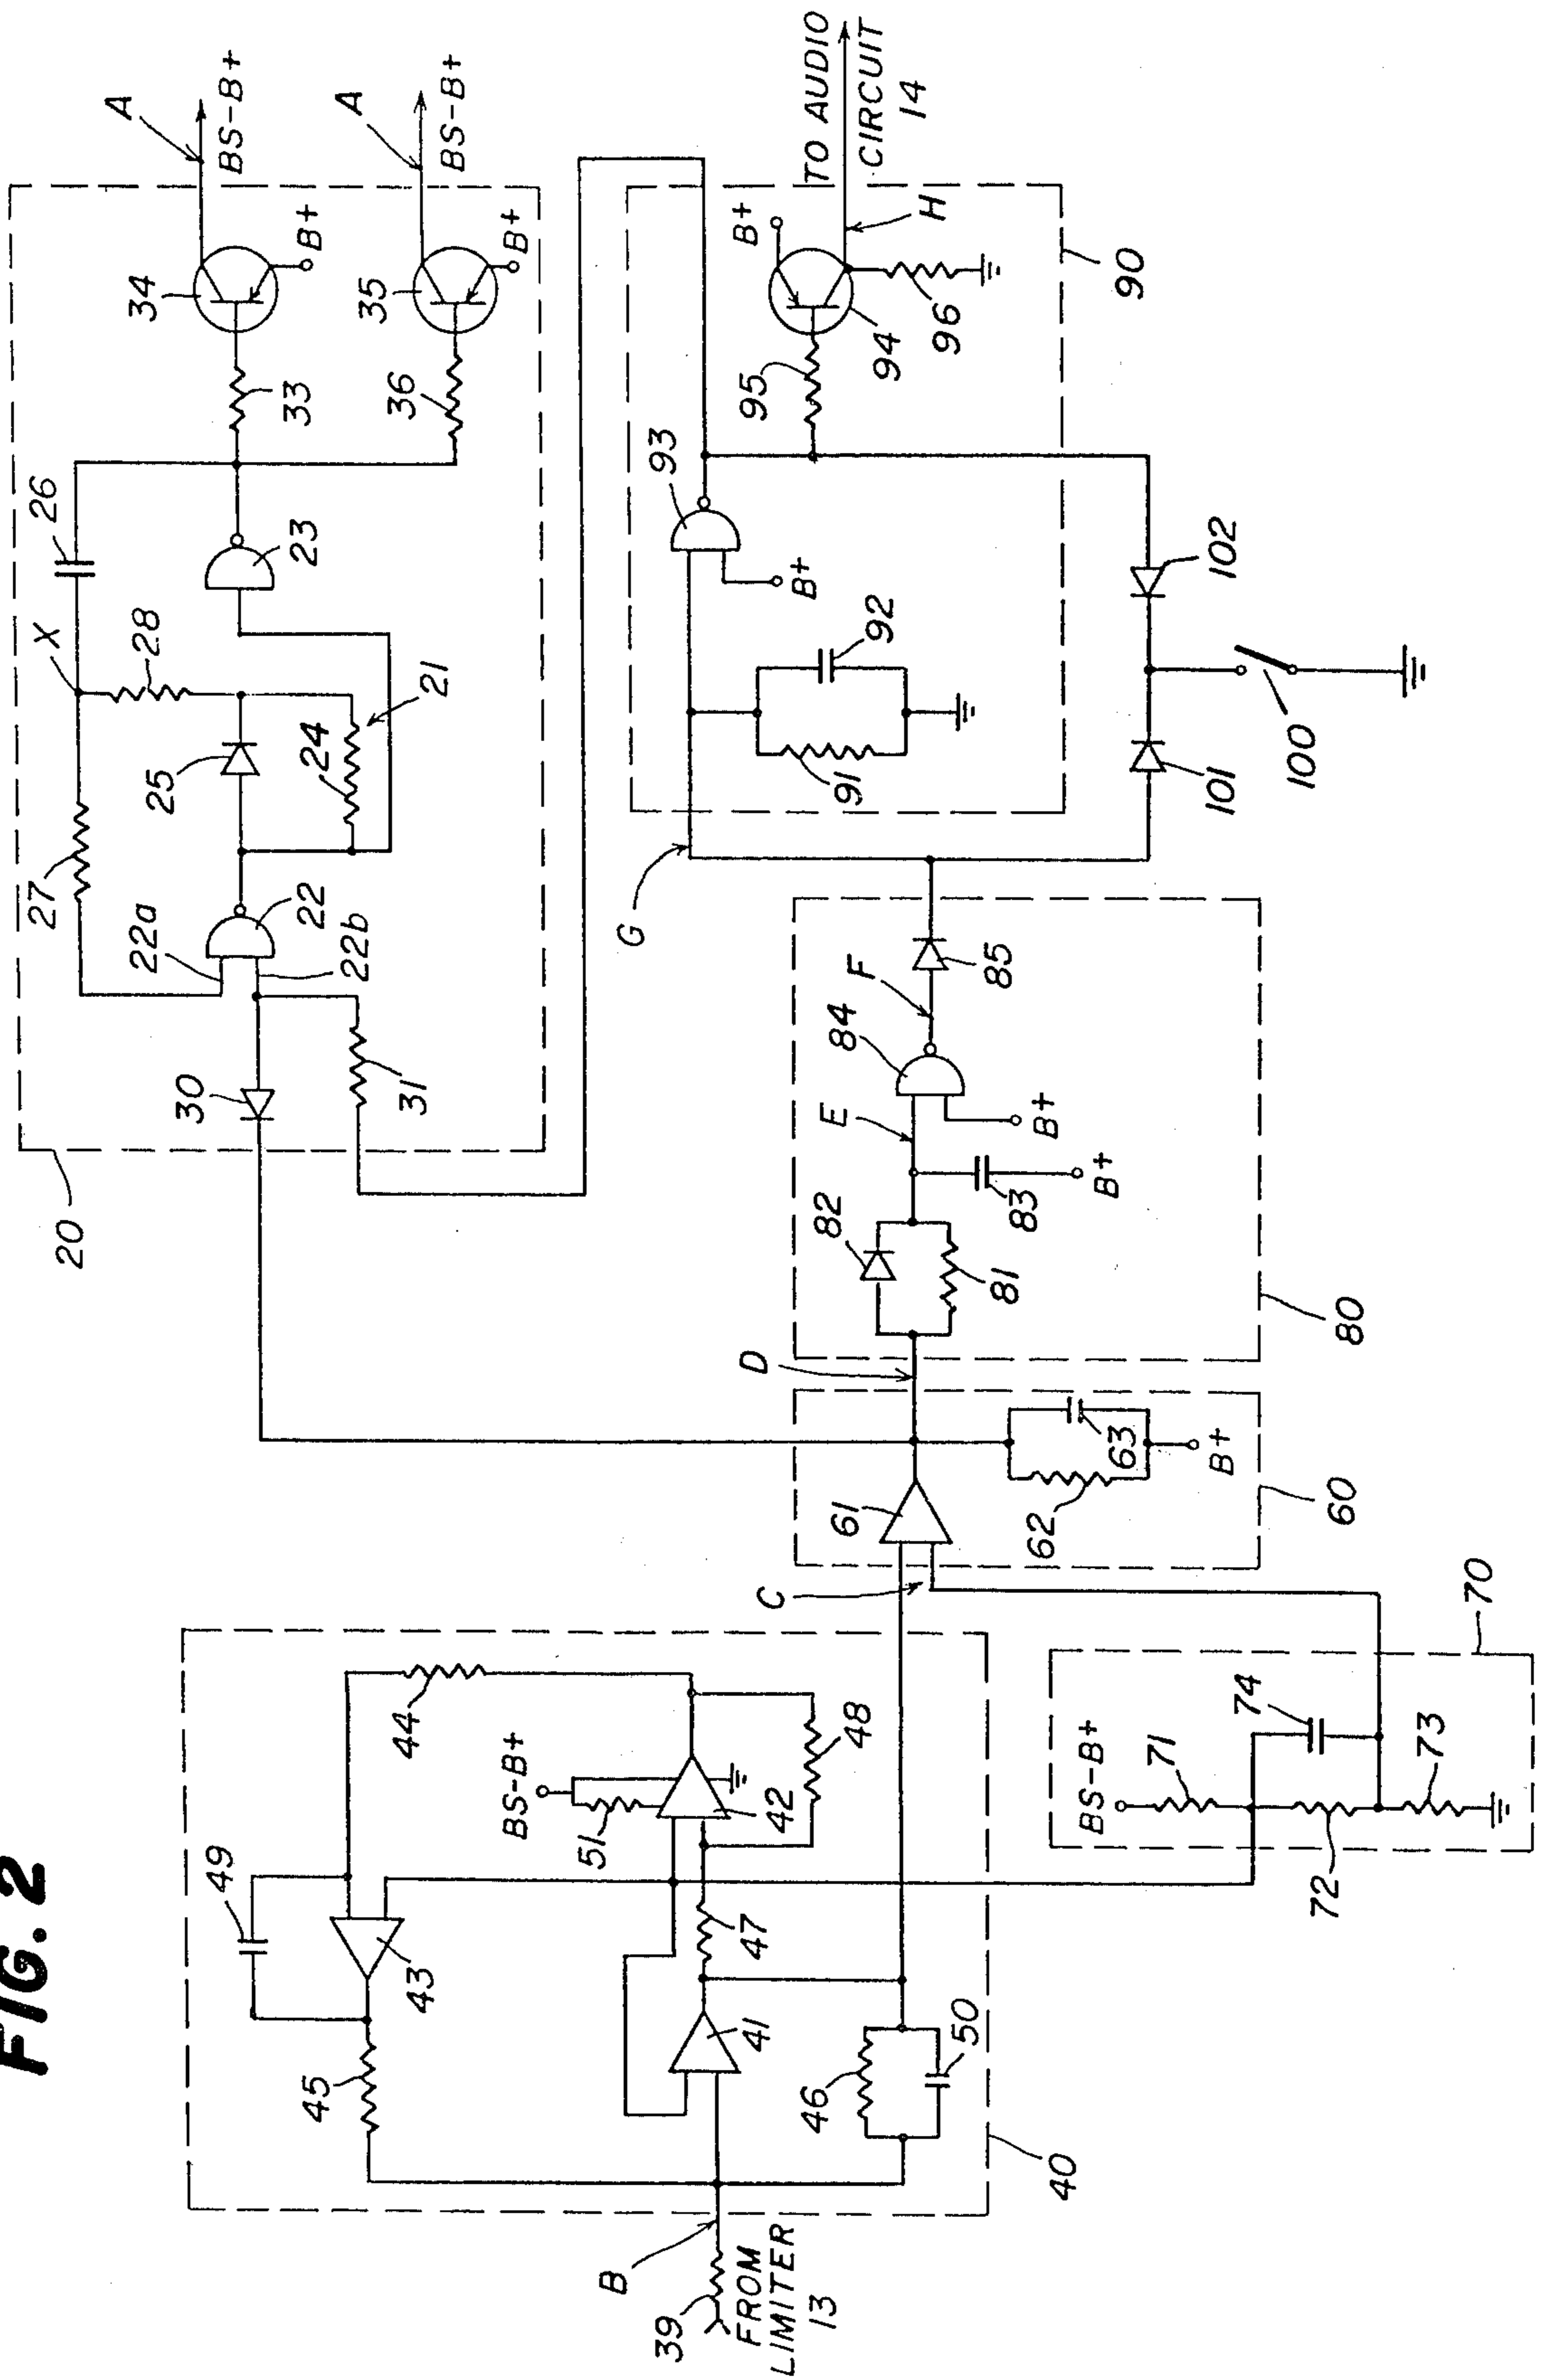 FIG. 2
A
BS-B+
A
BS-B+
34
B+
35
B+
33
36
26
23
X
28
21
25
24
27
22
22a
22b
30
31
20
TO AUDIO
CIRCUIT
14
H
B+
90
96
94
95
93
B+
92
91
102
100
101
G
85
F
84
E
B+
82
83
B+
81
80
D
63
B+
62
61
60
C
70
74
BS-B+
71
73
72
44
BS-B+
48
51
42
49
47
43
41
50
45
46
40
B
39
FROM
LIMITER
13